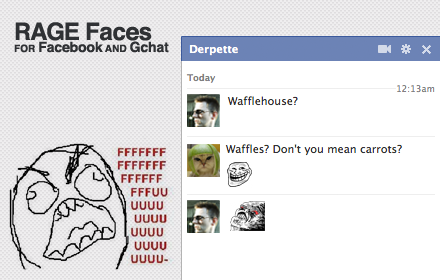 RAGE Faces
FOR Facebook AND Gchat
Derpette
Today
12:13am
Wafflehouse?
Waffles? Don't you mean carrots?
FFFFFFF
FFFFFFF
FFFFFF
FFFUU
UUUU
UUUU
UUUU
UUUU
UUUU-